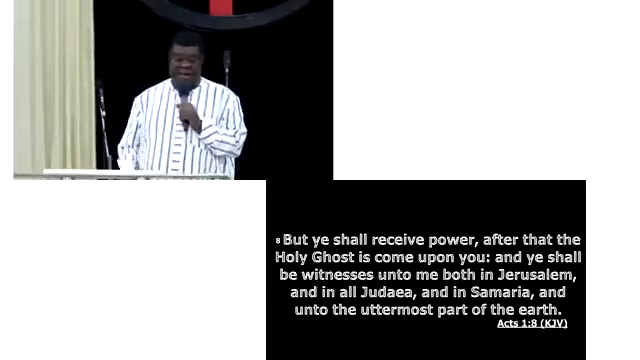 8 But ye shall receive power, after that the
Holy Ghost is come upon you: and ye shall
be witnesses unto me both in Jerusalem,
and in all Judaea, and in Samaria, and
unto the uttermost part of the earth.
Acts 1:8 (KJV)